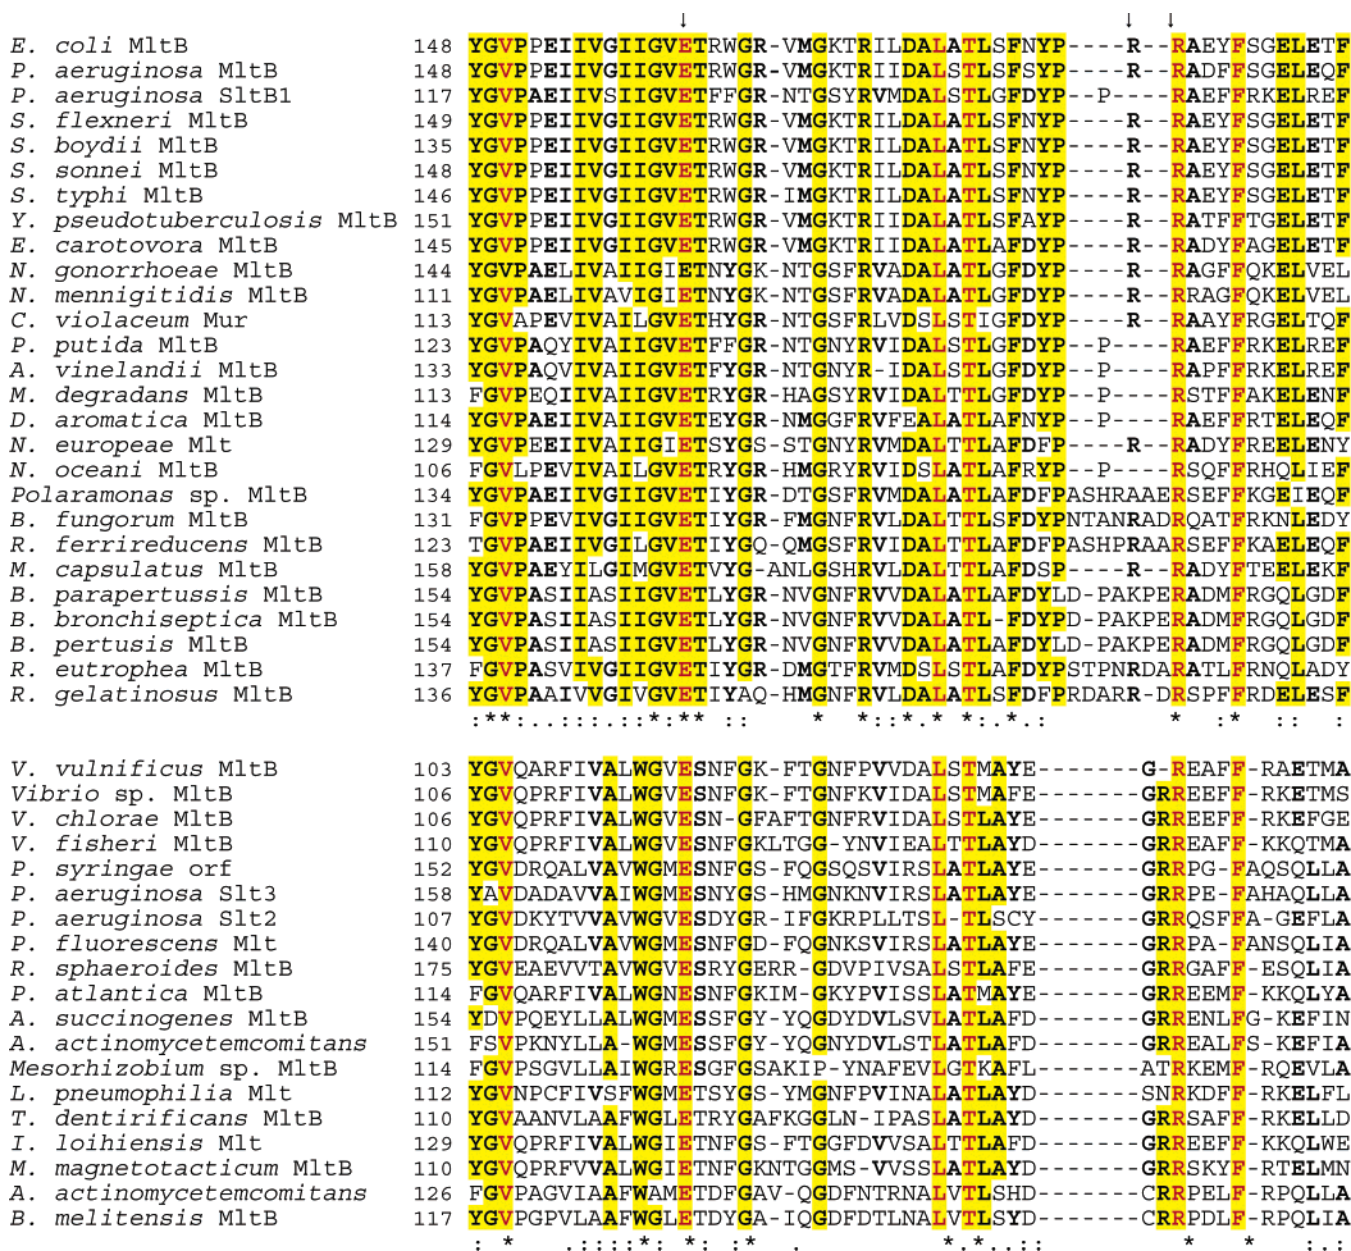 ↓ ↓ ↓
E. coli MltB 148 YGVPPEIIVGIIGVETRWGR-VMGKTRILDALATLSFNYP----R--RAEYFSGELETF
P. aeruginosa MltB 148 YGVPPEIIVGIIGVETRWGR-VMGKTRIIDALSTLSFSYP----R--RADFFSGELEQF
P. aeruginosa SltB1 117 YGVPAEIIVSIIGVETFFGR-NTGSYRVMDALSTLGFDYP--P----RAEFFRKELREF
S. flexneri MltB 149 YGVPPEIIVGIIGVETRWGR-VMGKTRILDALATLSFNYP----R--RAEYFSGELETF
S. boydii MltB 135 YGVPPEIIVGIIGVETRWGR-VMGKTRILDALATLSFNYP----R--RAEYFSGELETF
S. sonnei MltB 148 YGVPPEIIVGIIGVETRWGR-VMGKTRILDALATLSFNYP----R--RAEYFSGELETF
S. typhi MltB 146 YGVPPEIIVGIIGVETRWGR-IMGKTRILDALATLSFNYP----R--RAEYFSGELETF
Y. pseudotuberculosis MltB 151 YGVPPEIIVGIIGVETRWGR-VMGKTRIIDALATLSFAYP----R--RATFFTGELETF
E. carotovora MltB 145 YGVPPEIIVGIIGVETRWGR-VMGKTRIIDALATLAFDYP----R--RADYFAGELETF
N. gonorrhoeae MltB 144 YGVPAELIVAIIGIETNYGK-NTGSFRVADALATLGFDYP----R--RAGFFQKELVEL
N. mennigitidis MltB 111 YGVPAELIVAVIGIETNYGK-NTGSFRVADALATLGFDYP----R--RRAGFQKELVEL
C. violaceum Mur 113 YGVAPEVIVAILGVETHYGR-NTGSFRLVDSLSTIGFDYP----R--RAAYFRGELTQF
P. putida MltB 123 YGVPAQYIVAIIGVETFFGR-NTGNYRVIDALSTLGFDYP--P----RAEFFRKELREF
A. vinelandii MltB 133 YGVPAQVIVAIIGVETFYGR-NTGNYR-IDALSTLGFDYP--P----RAPFFRKELREF
M. degradans MltB 113 FGVPEQIIVAIIGVETRYGR-HAGSYRVIDALTTLGFDYP--P----RSTFFAKELENF
D. aromatica MltB 114 YGVPAEIIVAIIGVETIYGR-NMGGFRVFEALATLAFNYP--P----RAEFFRTELEQF
N. europeae Mlt 129 YGVPEEIIVAIIGIETSYGS-STGNYRVMDALTTLAFDFP----R--RADYFREELENY
N. oceani MltB 106 FGVLPEVIVAILGVETRYGR-HMGRYRVIDSLATLAFRYP--P----RSQFFRHQLIEF
Polaramonas sp. MltB 134 YGVPAEIIVGIIGVETIYGR-DTGSFRVMDALATLAFDFPASHRAAERSEFFKGEIEQF
B. fungorum MltB 131 FGVPPEVIVGIIGVETIYGR-FMGNFRVLDALTTLSFDYPNTANRADRQATFRKNLEDY
R. ferrireducens MltB 123 TGVPAEIIVGILGVETIYGQ-QMGSFRVIDALTTLAFDFPASHPRAARSEFFKAELEQF
M. capsulatus MltB 158 YGVPAEYILGIMGVETVYG-ANLGSHRVLDALTTLAFDSP----R--RADYFTEELEKF
B. parapertussis MltB 154 YGVPASIIASIIGVETLYGR-NVGNFRVVDALATLAFDYLD-PAKPERADMFRGQLGDF
B. bronchiseptica MltB 154 YGVPASIIASIIGVETLYGR-NVGNFRVVDALATL-FDYPD-PAKPERADMFRGQLGDF
B. pertusis MltB 154 YGVPASIIASIIGVETLYGR-NVGNFRVVDALATLAFDYLD-PAKPERADMFRGQLGDF
R. eutrophea MltB 137 FGVPASVIVGIIGVETIYGR-DMGTFRVMDSLSTLAFDYPSTPNRDARATLFRNQLADY
R. gelatinosus MltB 136 YGVPAAIVVGIVGVETIYAQ-HMGNFRVLDALATLSFDFPRDARR-DRSPFFRDELESF
:**:..:::.::*:** :: * *::*.* *:.*.: * :* :: :
V. vulnificus MltB 103 YGVQARFIVALWGVESNFGK-FTGNFPVVDALSTMAYE-------G-REAFF-RAETMA
Vibrio sp. MltB 106 YGVQPRFIVALWGVESNFGK-FTGNFKVIDALSTMAFE-------GRREEFF-RKETMS
V. chlorae MltB 106 YGVQPRFIVALWGVESN-GFAFTGNFRVIDALSTLAYE-------GRREEFF-RKEFGE
V. fisheri MltB 110 YGVQPRFIVALWGVESNFGKLTGG-YNVIEALTTLAYD-------GRREAFF-KKQTMA
P. syringae orf 152 YGVDRQALVAVWGMESNFGS-FQGSQSVIRSLATLAYE-------GRRPG-FAQSQLLA
P. aeruginosa Slt3 158 YAVDADAVVAIWGMESNYGS-HMGNKNVIRSLATLAYE-------GRRPE-FAHAQLLA
P. aeruginosa Slt2 107 YGVDKYTVVAVWGVESDYGR-IFGKRPLLTSL-TLSCY-------GRRQSFFA-GEFLA
P. fluorescens Mlt 140 YGVDRQALVAVWGMESNFGD-FQGNKSVIRSLATLAYE-------GRRPA-FANSQLIA
R. sphaeroides MltB 175 YGVEAEVVTAVWGVESRYGERR-GDVPIVSALSTLAFE-------GRRGAFF-ESQLIA
P. atlantica MltB 114 FGVQARFIVALWGNESNFGKIM-GKYPVISSLATMAYE-------GRREEMF-KKQLYA
A. succinogenes MltB 154 YDVPQEYLLALWGMESSFGY-YQGDYDVLSVLATLAFD-------GRRENLFG-KEFIN
A. actinomycetemcomitans 151 FSVPKNYLLA-WGMESSFGY-YQGNYDVLSTLATLAFD-------GRREALFS-KEFIA
Mesorhizobium sp. MltB 114 FGVPSGVLLAIWGRESGFGSAKIP-YNAFEVLGTKAFL-------ATRKEMF-RQEVLA
L. pneumophilia Mlt 112 YGVNPCFIVSFWGMETSYGS-YMGNFPVINALATLAYD-------SNRKDFF-RKELFL
T. dentirificans MltB 110 YGVAANVLAAFWGLETRYGAFKGGLN-IPASLATLAYD-------GRRSAFF-RKELLD
I. loihiensis Mlt 129 YGVQPRFIVALWGIETNFGS-FTGGFDVVSALTTLAFD-------GRREEFF-KKQLWE
M. magnetotacticum MltB 110 YGVQPRFVVALWGIETNFGKNTGGMS-VVSSLATLAYD-------GRRSKYF-RTELMN
A. actinomycetemcomitans 126 FGVPAGVIAAFWAMETDFGAV-QGDFNTRNALVTLSHD-------CRRPELF-RPQLLA
B. melitensis MltB 117 YGVPGPVLAAFWGLETDYGA-IQGDFDTLNALVTLSYD-------CRRPDLF-RPQLIA
: * .::::*: *: :* . *.*..:: * * :.: